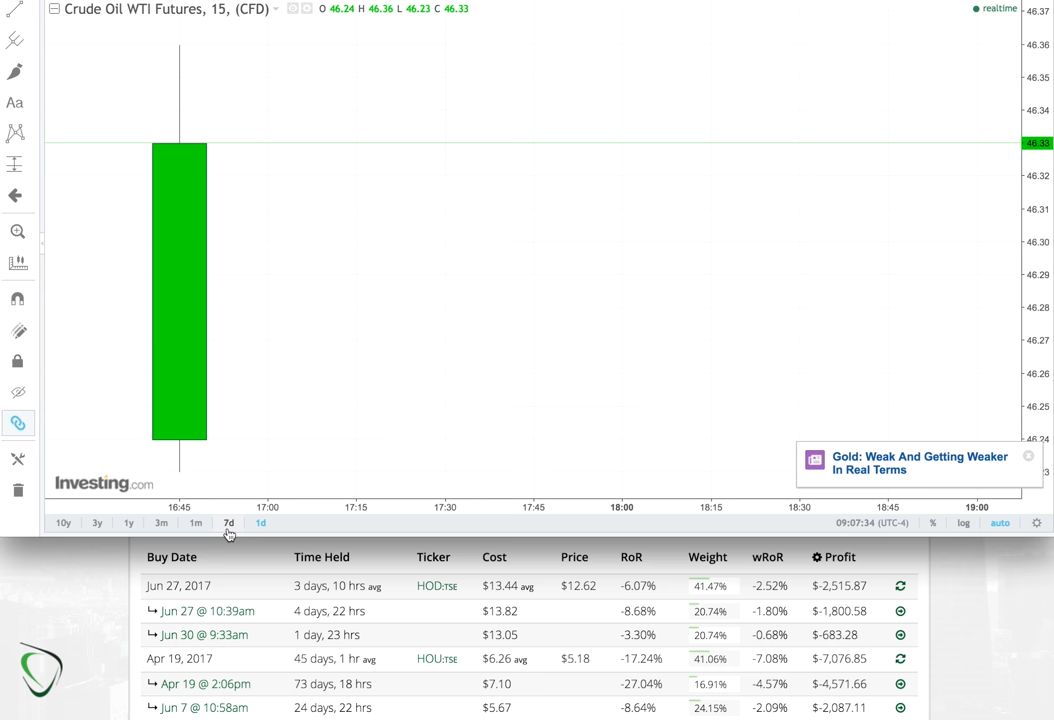 Crude Oil WTI Futures, 15, (CFD) O 46.24 H 46.36 L 46.23 C 46.33
realtime
46.37
46.36
46.35
Aa
46.34
46.33
46.32
46.31
46.30
46.29
46.28
46.27
46.26
46.25
46.24
Gold: Weak And Getting Weaker
In Real Terms
Investing.com
16:45 17:00 17:15 17:30 17:45 18:00 18:15 18:30 18:45 19:00
10y 3y 1y 3m 1m 7d 1d 09:07:34 (UTC-4) % log auto
Buy Date Time Held Ticker Cost Price RoR Weight wRoR Profit
Jun 27, 2017 3 days, 10 hrs avg HOD:TSE $13.44 avg $12.62 -6.07% 41.47% -2.52% $-2,515.87
Jun 27 @ 10:39am 4 days, 22 hrs $13.82 -8.68% 20.74% -1.80% $-1,800.58
Jun 30 @ 9:33am 1 day, 23 hrs $13.05 -3.30% 20.74% -0.68% $-683.28
Apr 19, 2017 45 days, 1 hr avg HOU:TSE $6.26 avg $5.18 -17.24% 41.06% -7.08% $-7,076.85
Apr 19 @ 2:06pm 73 days, 18 hrs $7.10 -27.04% 16.91% -4.57% $-4,571.66
Jun 7 @ 10:58am 24 days, 22 hrs $5.67 -8.64% 24.15% -2.09% $-2,087.11